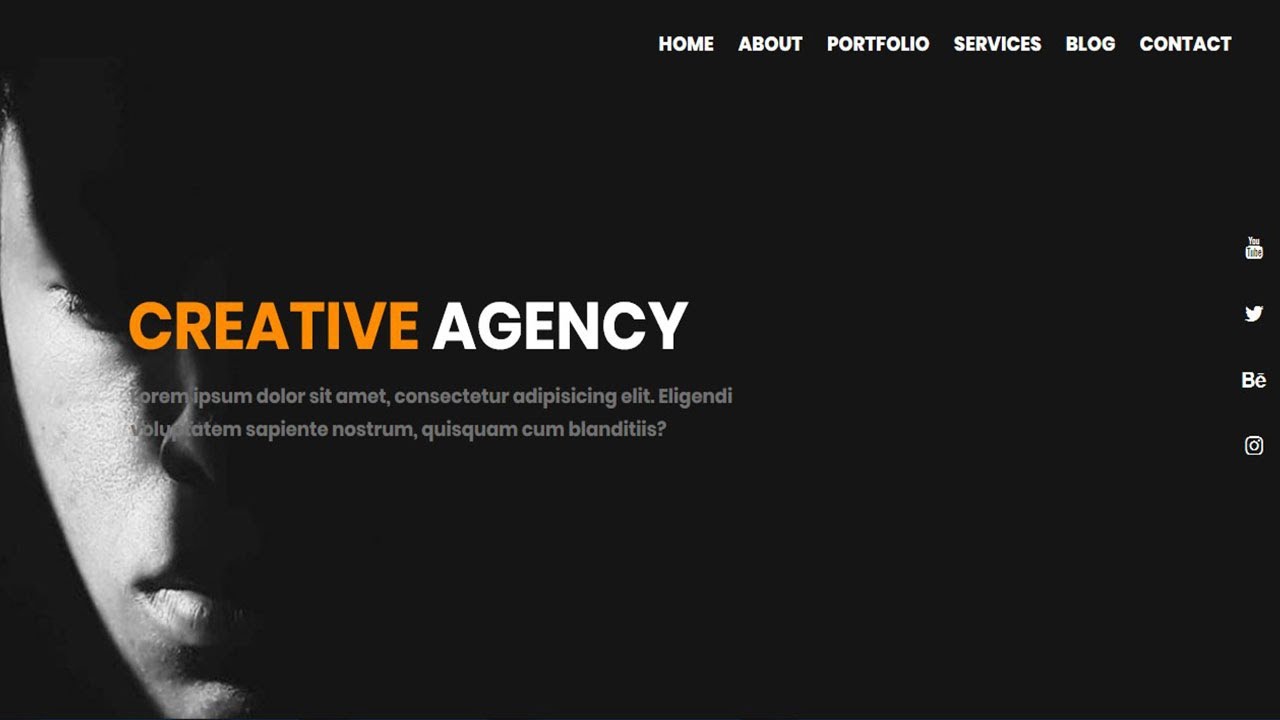 HOME ABOUT PORTFOLIO SERVICES BLOG CONTACT
You
Tube
CREATIVE AGENCY
Lorem ipsum dolor sit amet, consectetur adipisicing elit. Eligendi
Bē
voluptatem sapiente nostrum, quisquam cum blanditiis?